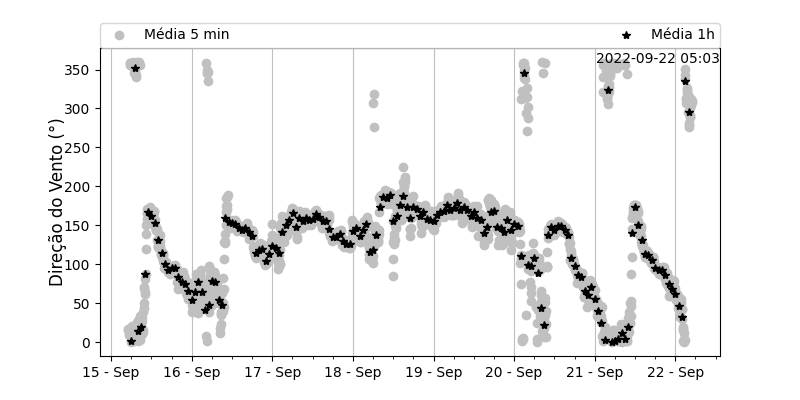 Média 5 min
Média 1h
2022-09-22 05:03
Direção do Vento (°)
350
300
250
200
150
100
50
0
15 - Sep
16 - Sep
17 - Sep
18 - Sep
19 - Sep
20 - Sep
21 - Sep
22 - Sep